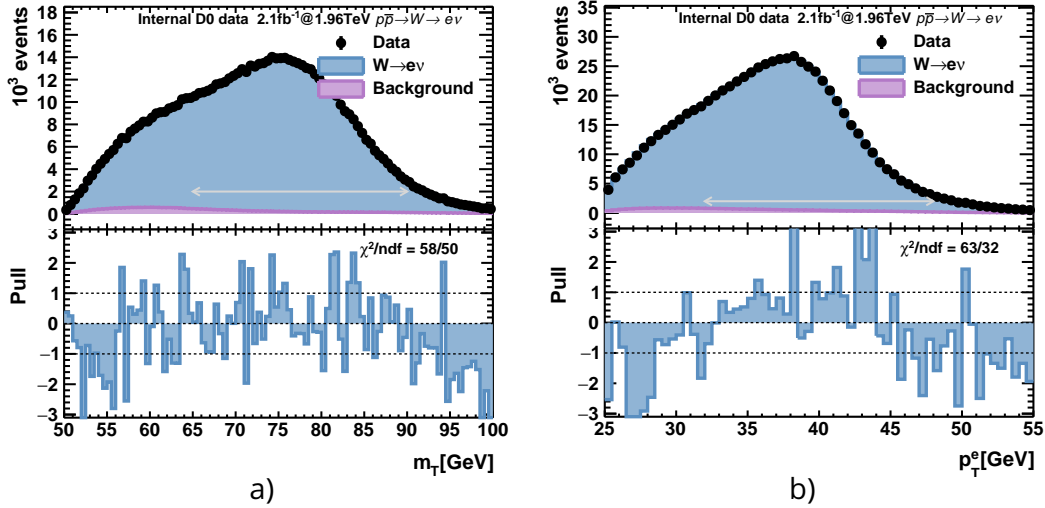 Internal D0 data 2.1fb⁻¹@1.96TeV pp̅→W→eν
10³ events
18
16
14
12
10
8
6
4
2
0
Data
W→eν
Background
Pull
3
2
1
0
−1
−2
−3
χ²/ndf = 58/50
50 55 60 65 70 75 80 85 90 95 100
m_T[GeV]
a)
Internal D0 data 2.1fb⁻¹@1.96TeV pp̅→W→eν
10³ events
35
30
25
20
15
10
5
0
Data
W→eν
Background
Pull
3
2
1
0
−1
−2
−3
χ²/ndf = 63/32
25 30 35 40 45 50 55
p_T^e[GeV]
b)